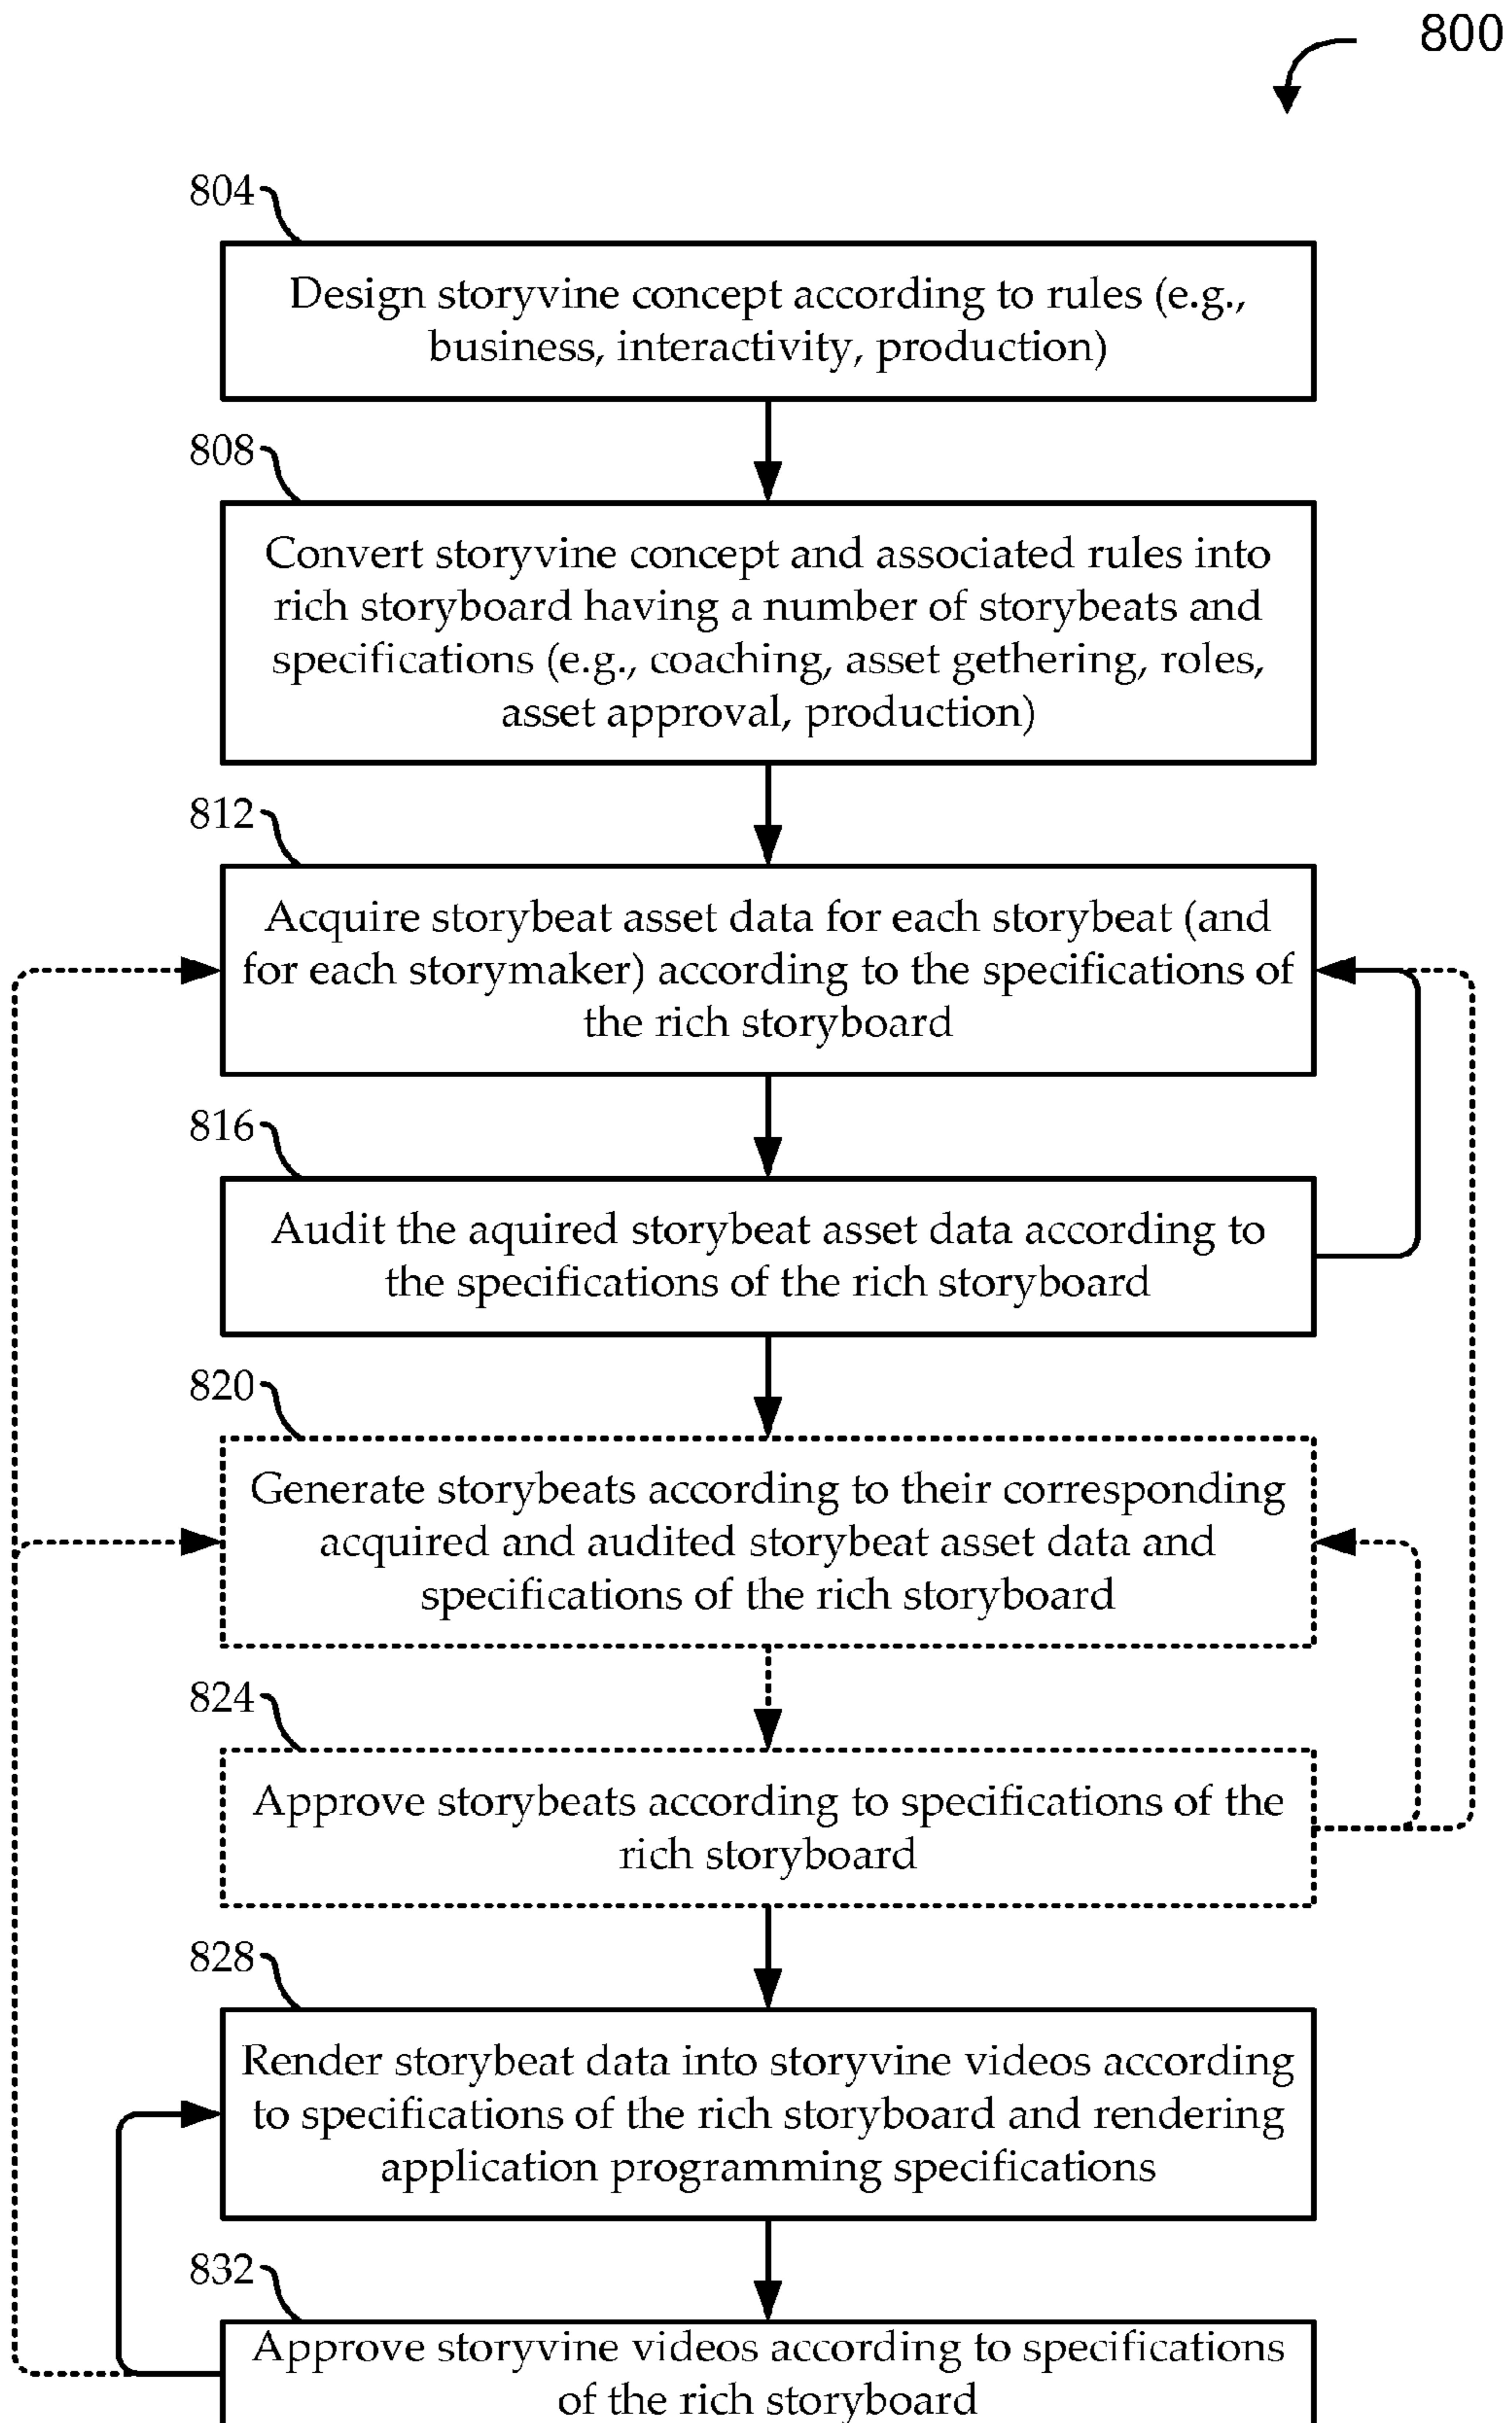 800
804
Design storyvine concept according to rules (e.g.,
business, interactivity, production)
808
Convert storyvine concept and associated rules into
rich storyboard having a number of storybeats and
specifications (e.g., coaching, asset gethering, roles,
asset approval, production)
812
Acquire storybeat asset data for each storybeat (and
for each storymaker) according to the specifications of
the rich storyboard
816
Audit the aquired storybeat asset data according to
the specifications of the rich storyboard
820
Generate storybeats according to their corresponding
acquired and audited storybeat asset data and
specifications of the rich storyboard
824
Approve storybeats according to specifications of the
rich storyboard
828
Render storybeat data into storyvine videos according
to specifications of the rich storyboard and rendering
application programming specifications
832
Approve storyvine videos according to specifications
of the rich storyboard